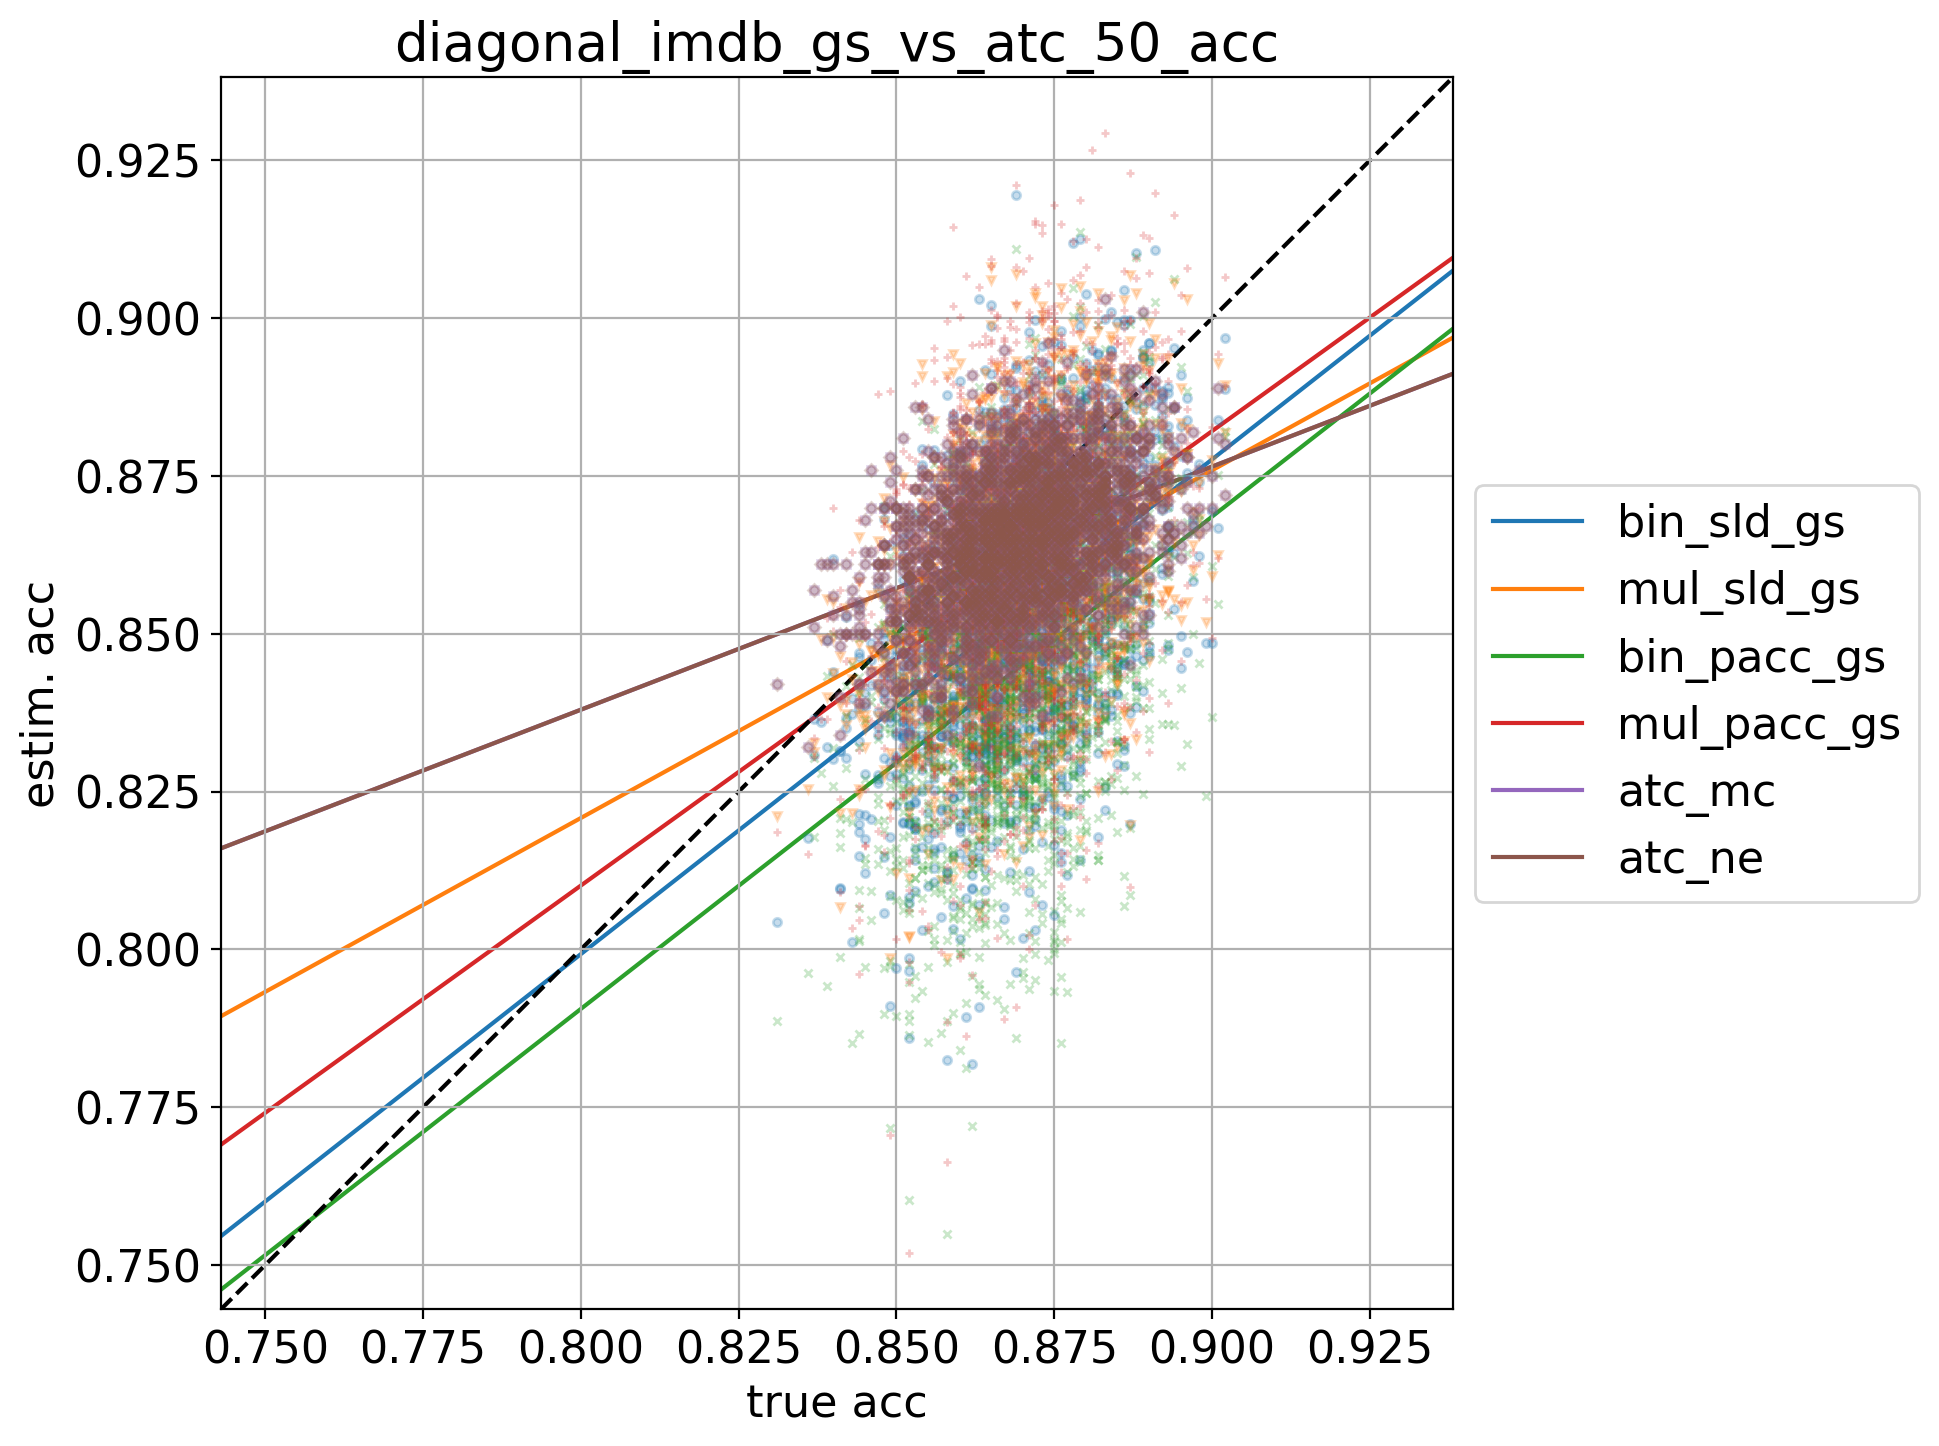 diagonal_imdb_gs_vs_atc_50_acc
0.925
0.900
0.875
0.850
0.825
0.800
0.775
0.750
estim. acc
0.750 0.775 0.800 0.825 0.850 0.875 0.900 0.925
true acc
bin_sld_gs
mul_sld_gs
bin_pacc_gs
mul_pacc_gs
atc_mc
atc_ne